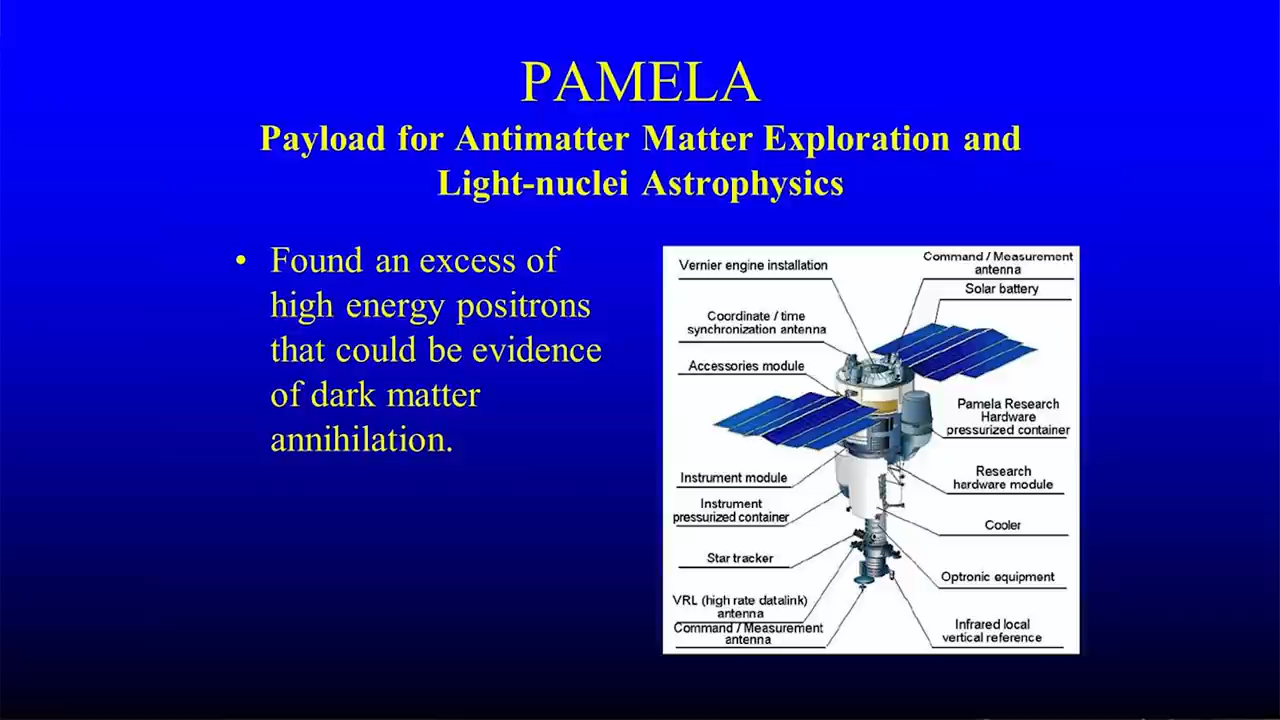 PAMELA
Payload for Antimatter Matter Exploration and
Light-nuclei Astrophysics
• Found an excess of
high energy positrons
that could be evidence
of dark matter
annihilation.
Vernier engine installation
Command / Measurement
antenna
Solar battery
Coordinate / time
synchronization antenna
Accessories module
Pamela Research
Hardware
pressurized container
Instrument module
Research
hardware module
Instrument
pressurized container
Cooler
Star tracker
Optronic equipment
VRL (high rate datalink)
antenna
Command / Measurement
antenna
Infrared local
vertical reference